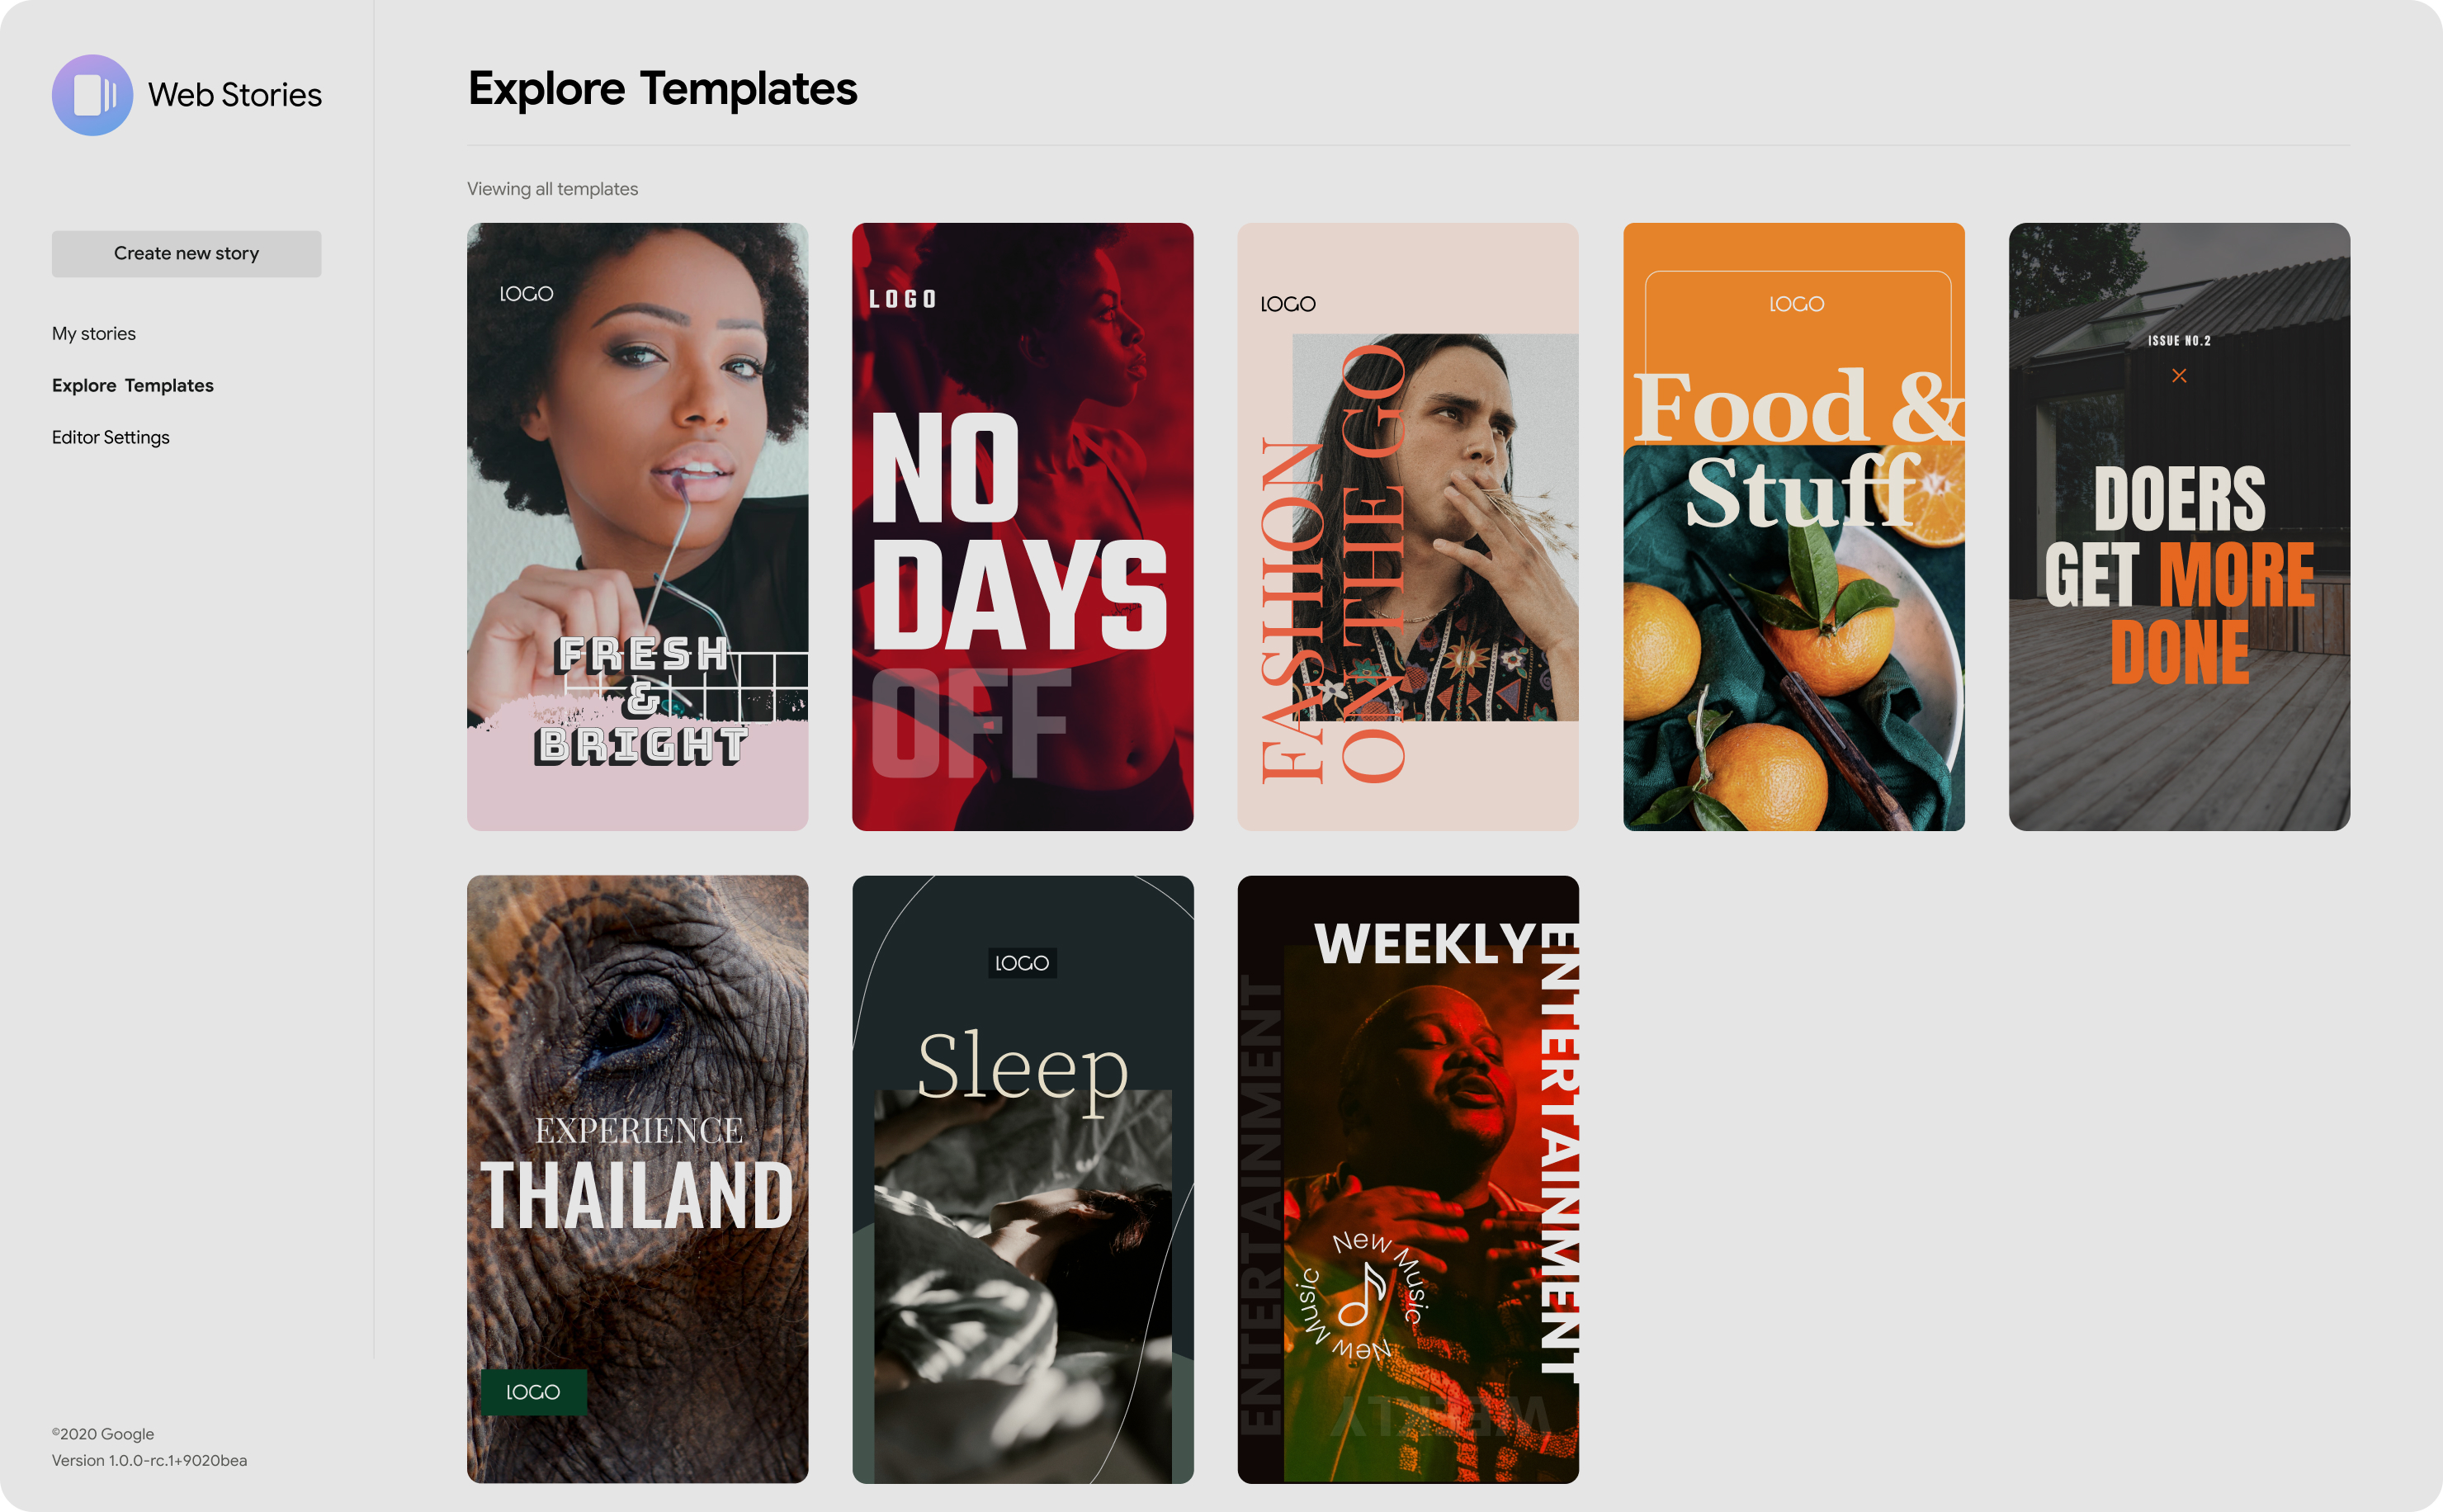 Web Stories
Create new story
My stories
Explore Templates
Editor Settings
©2020 Google
Version 1.0.0-rc.1+9020bea
Explore Templates
Viewing all templates
LOGO
FRESH
&
BRIGHT
LOGO
NO
DAYS
OFF
LOGO
FASHION
ON THE GO
LOGO
Food &
Stuff
ISSUE NO.2
DOERS
GET MORE
DONE
EXPERIENCE
THAILAND
LOGO
LOGO
Sleep
WEEKLY
ENTERTAINMENT
ENTERTAINMENT
New Music
New Music
WEEKLY